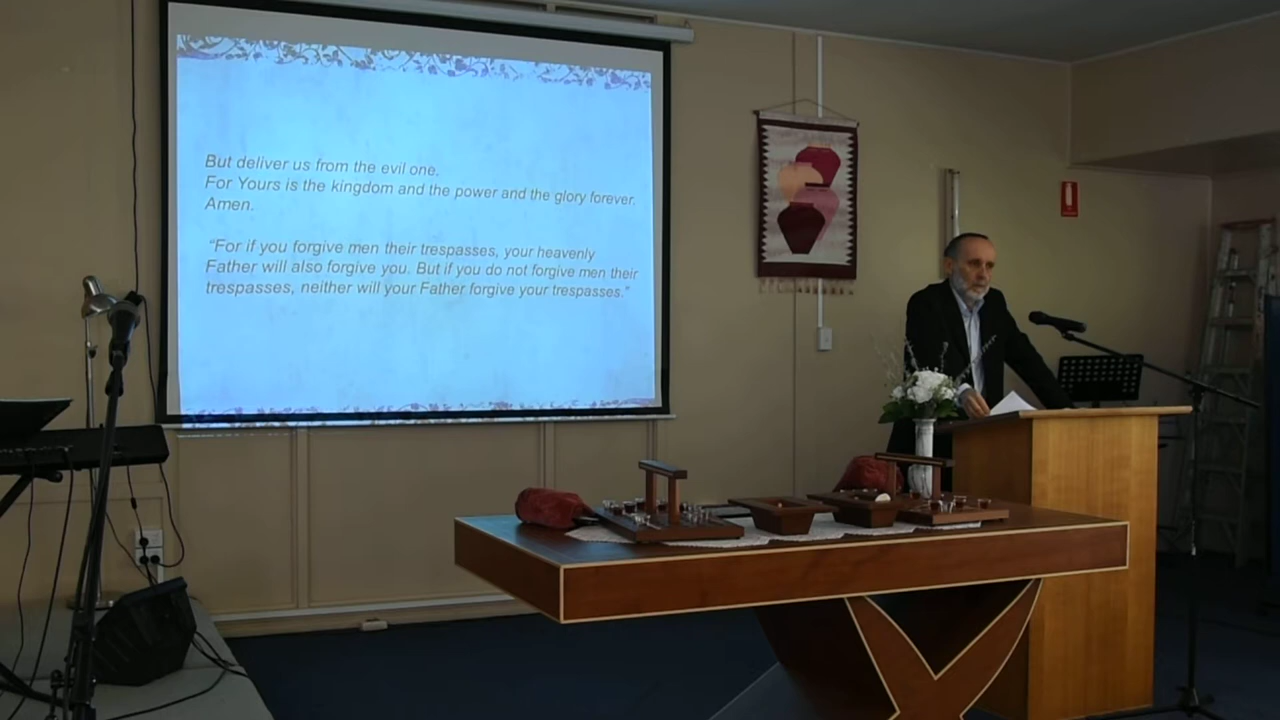 But deliver us from the evil one.
For Yours is the kingdom and the power and the glory forever.
Amen.
“For if you forgive men their trespasses, your heavenly
Father will also forgive you. But if you do not forgive men their
trespasses, neither will your Father forgive your trespasses.”